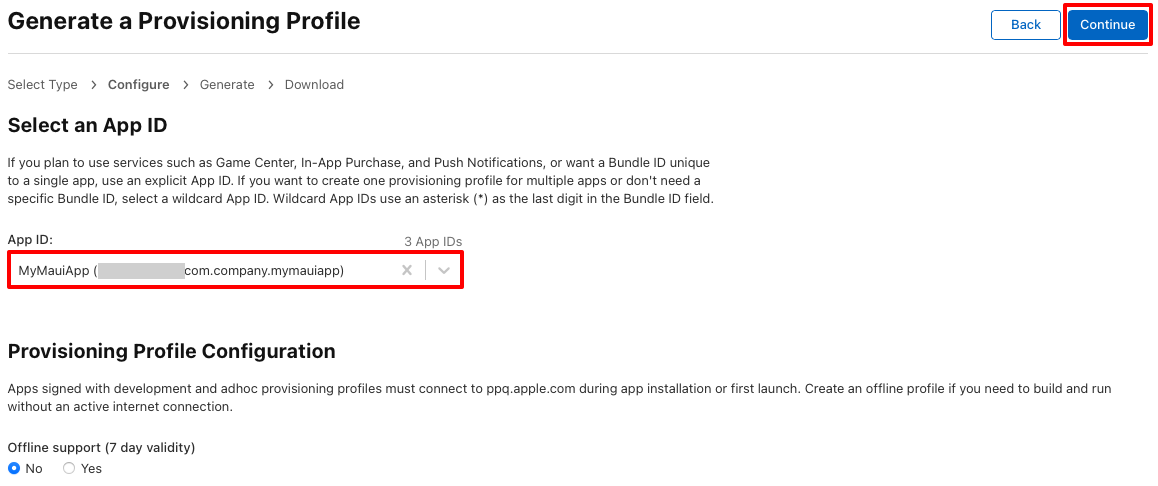 Generate a Provisioning Profile
Back
Continue
Select Type > Configure > Generate > Download
Select an App ID
If you plan to use services such as Game Center, In-App Purchase, and Push Notifications, or want a Bundle ID unique
to a single app, use an explicit App ID. If you want to create one provisioning profile for multiple apps or don't need a
specific Bundle ID, select a wildcard App ID. Wildcard App IDs use an asterisk (*) as the last digit in the Bundle ID field.
App ID:
3 App IDs
MyMauiApp (com.company.mymauiapp)
Provisioning Profile Configuration
Apps signed with development and adhoc provisioning profiles must connect to ppq.apple.com during app installation or first launch. Create an offline profile if you need to build and run
without an active internet connection.
Offline support (7 day validity)
No
Yes